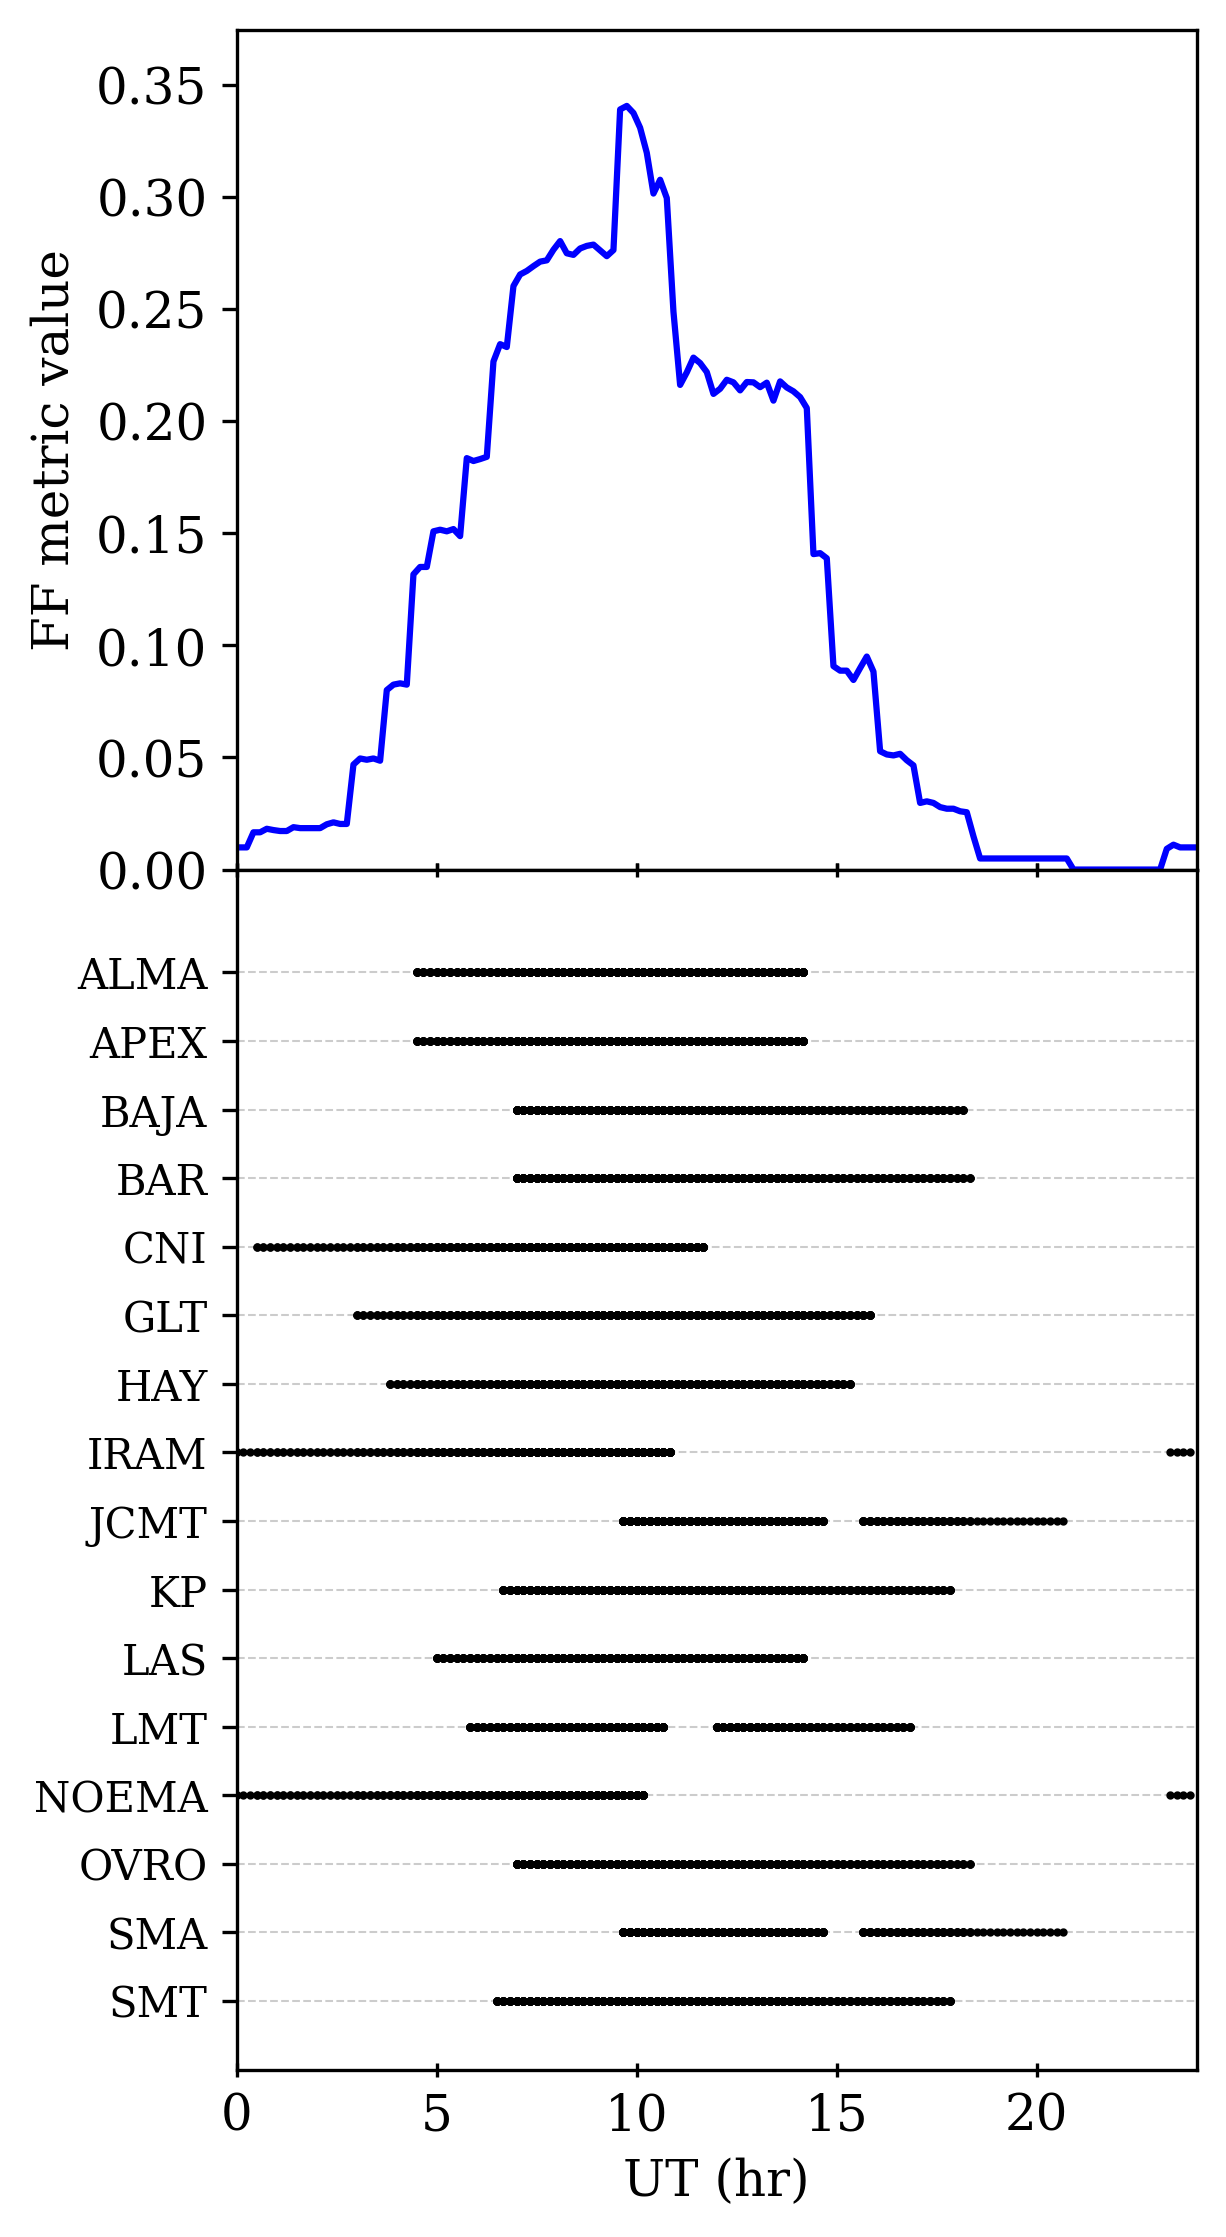 0.35
0.30
0.25
0.20
0.15
0.10
0.05
0.00
FF metric value
ALMA
APEX
BAJA
BAR
CNI
GLT
HAY
IRAM
JCMT
KP
LAS
LMT
NOEMA
OVRO
SMA
SMT
0 5 10 15 20
UT (hr)